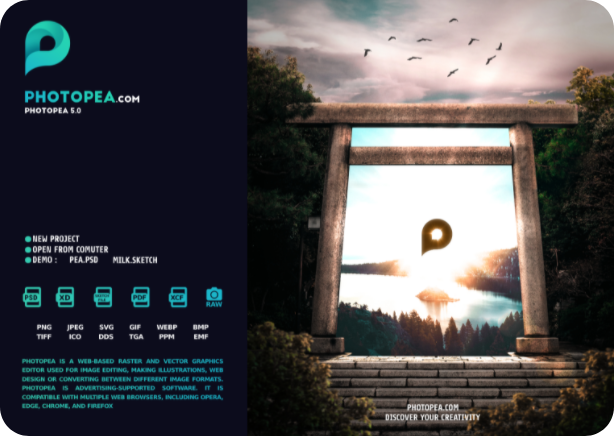 PHOTOPEA.COM
PHOTOPEA 5.0
NEW PROJECT
OPEN FROM COMUTER
DEMO : PEA.PSD MILK.SKETCH
PSD XD PDF XCF RAW
PNG JPEG SVG GIF WEBP BMP
TIFF ICO DDS TGA PPM EMF
PHOTOPEA IS A WEB-BASED RASTER AND VECTOR GRAPHICS
EDITOR USED FOR IMAGE EDITING, MAKING ILLUSTRATIONS, WEB
DESIGN OR CONVERTING BETWEEN DIFFERENT IMAGE FORMATS.
PHOTOPEA IS ADVERTISING-SUPPORTED SOFTWARE. IT IS
COMPATIBLE WITH MULTIPLE WEB BROWSERS, INCLUDING OPERA,
EDGE, CHROME, AND FIREFOX
PHOTOPEA.COM
DISCOVER YOUR CREATIVITY